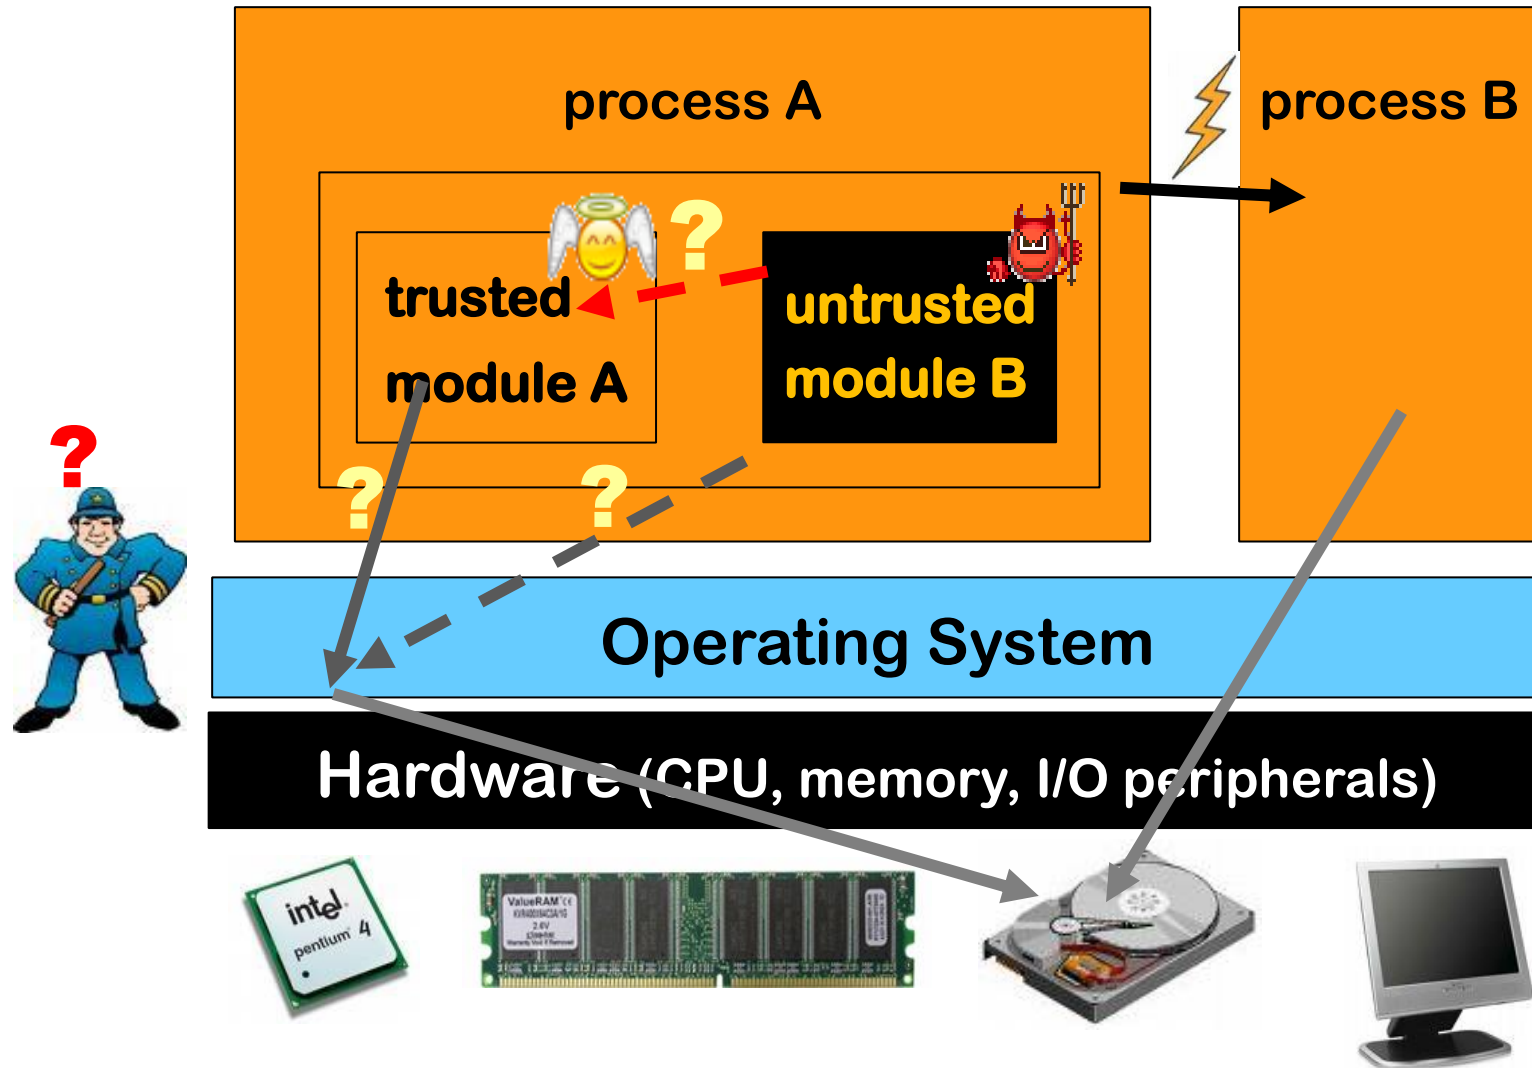 process A
process B
?
trusted
module A
untrusted
module B
?
?
?
Operating System
Hardware (CPU, memory, I/O peripherals)
intel.
pentium 4
ValueRAM